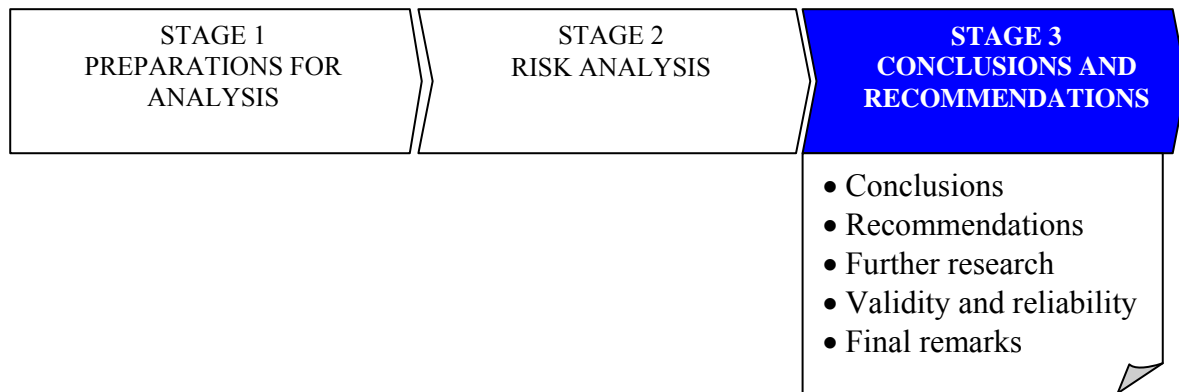 STAGE 1
PREPARATIONS FOR
ANALYSIS
STAGE 2
RISK ANALYSIS
STAGE 3
CONCLUSIONS AND
RECOMMENDATIONS
• Conclusions
• Recommendations
• Further research
• Validity and reliability
• Final remarks